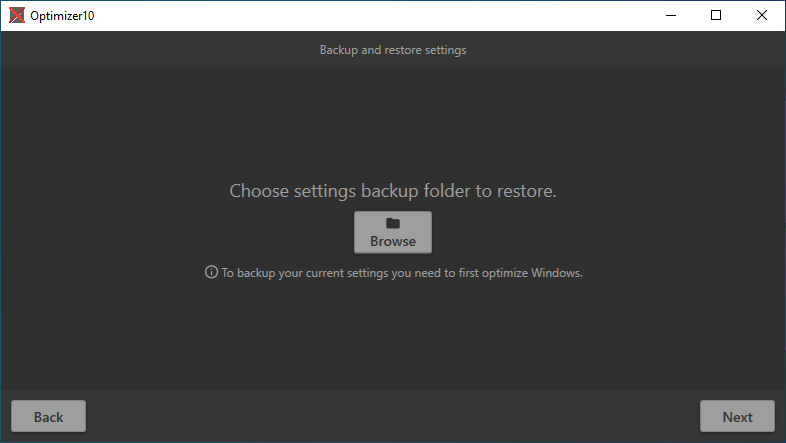 Optimizer10
Backup and restore settings
Choose settings backup folder to restore.
Browse
To backup your current settings you need to first optimize Windows.
Back
Next